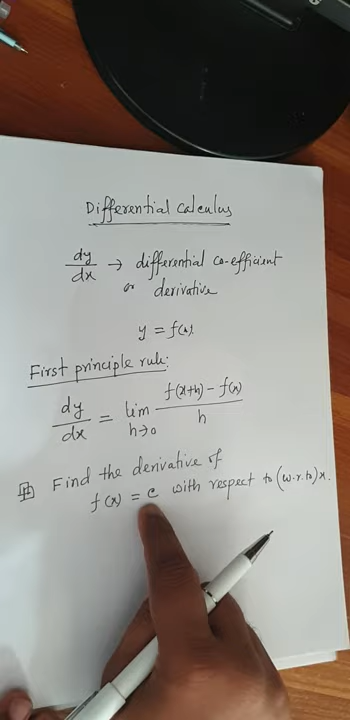 Differential Calculus
dy/dx → differential co-efficient
or derivative
y = f(x).
First principle rule:
dy/dx = lim h→0 f(x+h) - f(x) / h
Find the derivative of
f(x) = c with respect to (w.r.to) x.